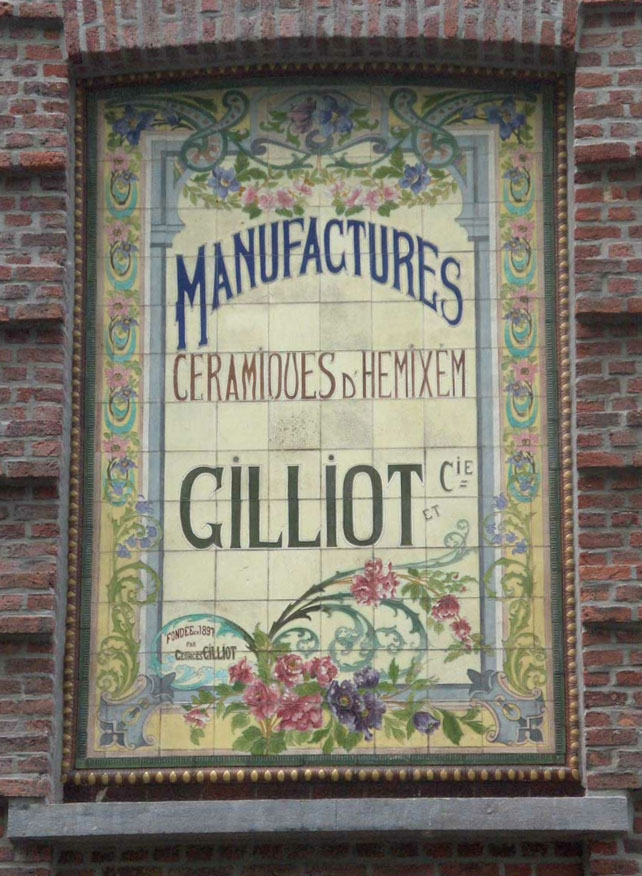 MANUFACTURES
CERAMIQUES D'HEMIXEM
GILLIOT ET CIE
FONDÉE EN 1897
PAR
GEORGES GILLIOT